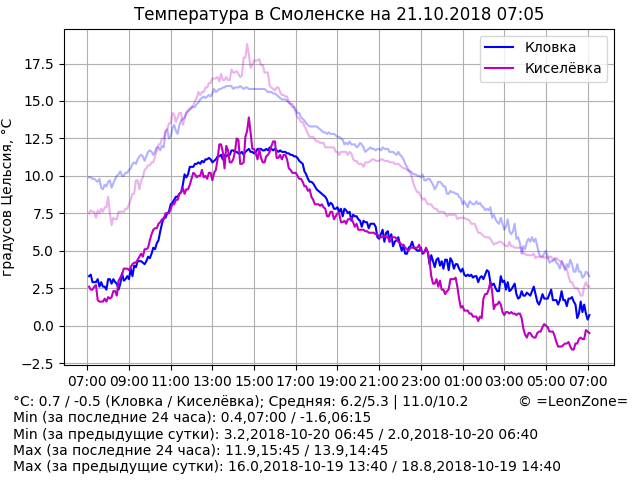 Температура в Смоленске на 21.10.2018 07:05
Кловка
Киселёвка
градусов Цельсия, °C
17.5
15.0
12.5
10.0
7.5
5.0
2.5
0.0
−2.5
07:00 09:00 11:00 13:00 15:00 17:00 19:00 21:00 23:00 01:00 03:00 05:00 07:00
°C: 0.7 / -0.5 (Кловка / Киселёвка); Средняя: 6.2/5.3 | 11.0/10.2 © =LeonZone=
Min (за последние 24 часа): 0.4,07:00 / -1.6,06:15
Min (за предыдущие сутки): 3.2,2018-10-20 06:45 / 2.0,2018-10-20 06:40
Max (за последние 24 часа): 11.9,15:45 / 13.9,14:45
Max (за предыдущие сутки): 16.0,2018-10-19 13:40 / 18.8,2018-10-19 14:40